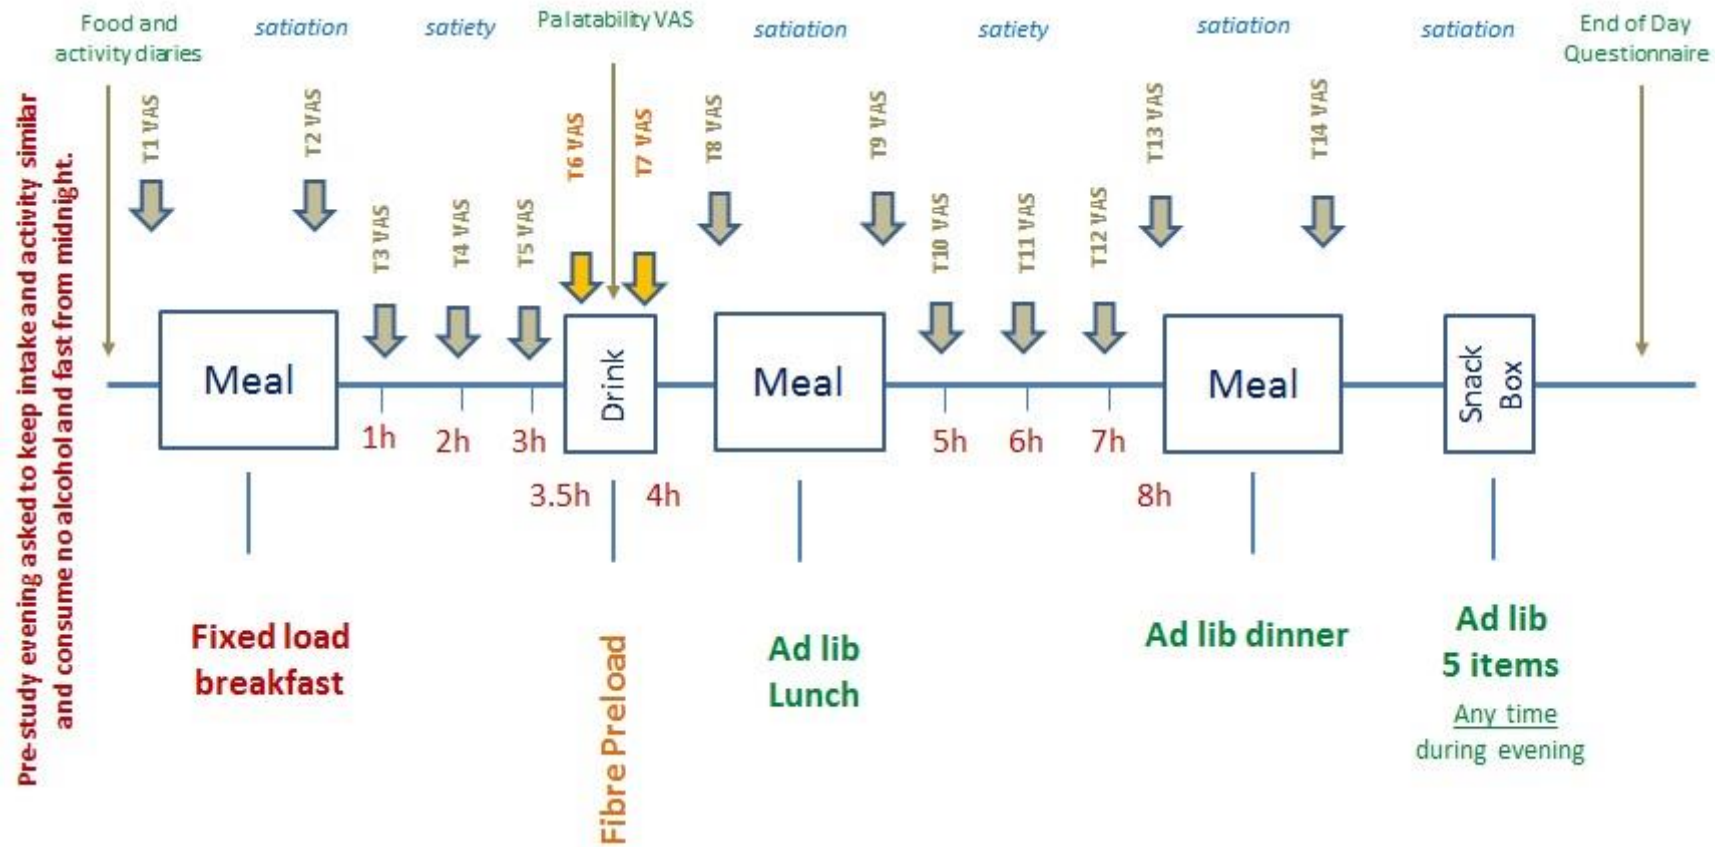 Pre-study evening asked to keep intake and activity similar
and consume no alcohol and fast from midnight.
Food and
activity diaries
satiation
satiety
Palatability VAS
satiation
satiety
satiation
satiation
End of Day
Questionnaire
T1 VAS
T2 VAS
T3 VAS
T4 VAS
T5 VAS
T6 VAS
T7 VAS
T8 VAS
T9 VAS
T10 VAS
T11 VAS
T12 VAS
T13 VAS
T14 VAS
Meal
Drink
Meal
Meal
Snack
Box
1h
2h
3h
5h
6h
7h
3.5h
4h
8h
Fixed load
breakfast
Fibre Preload
Ad lib
Lunch
Ad lib dinner
Ad lib
5 items
Any time
during evening